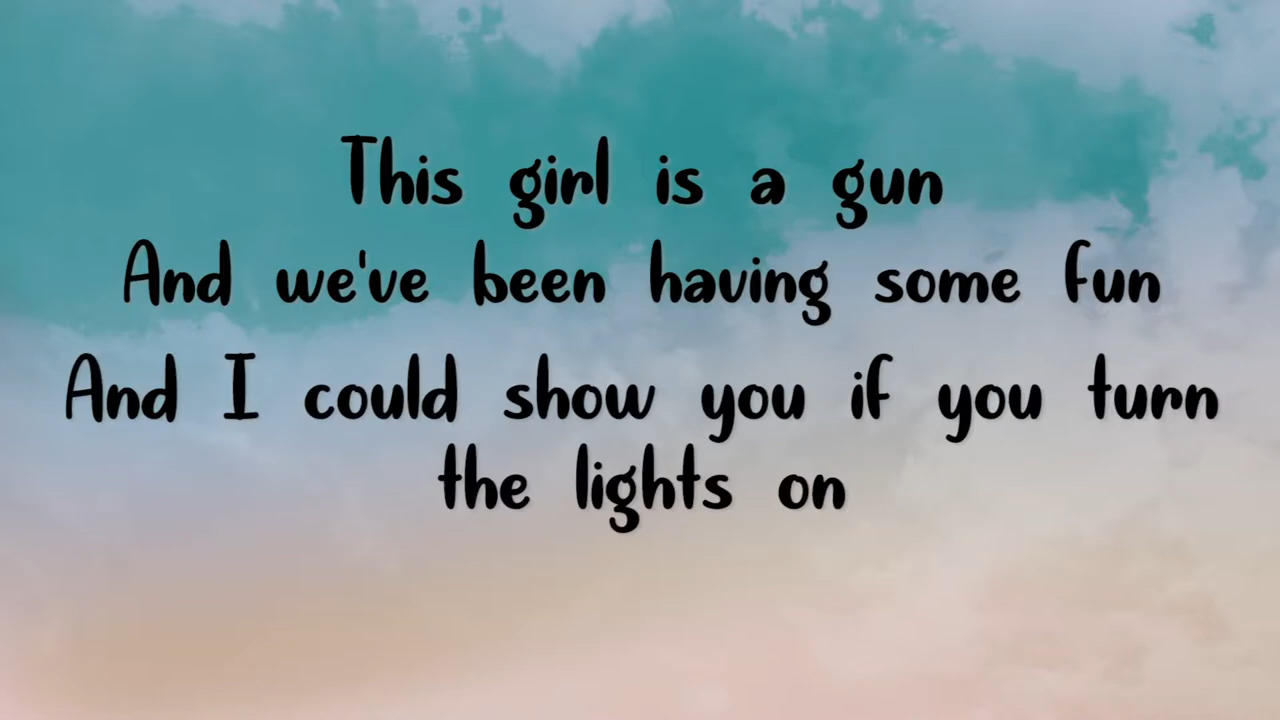 This girl is a gun
And we've been having some fun
And I could show you if you turn
the lights on